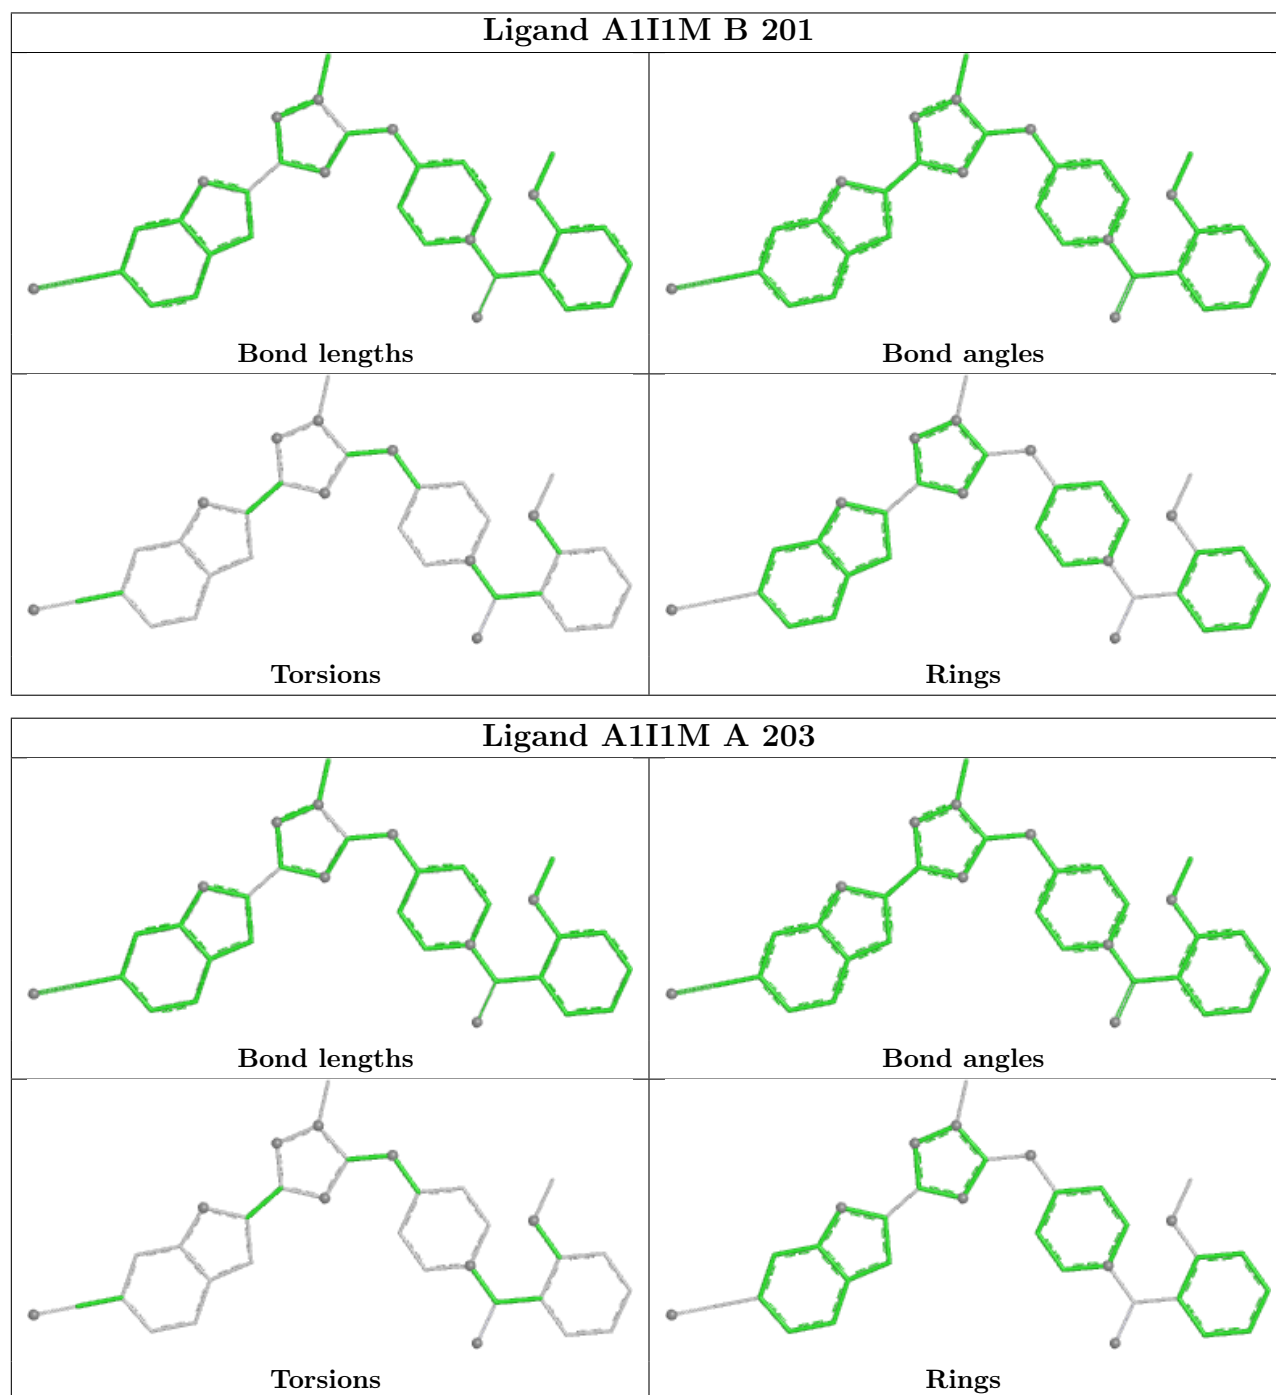 Ligand A1I1M B 201
Bond lengths
Bond angles
Torsions
Rings
Ligand A1I1M A 203
Bond lengths
Bond angles
Torsions
Rings